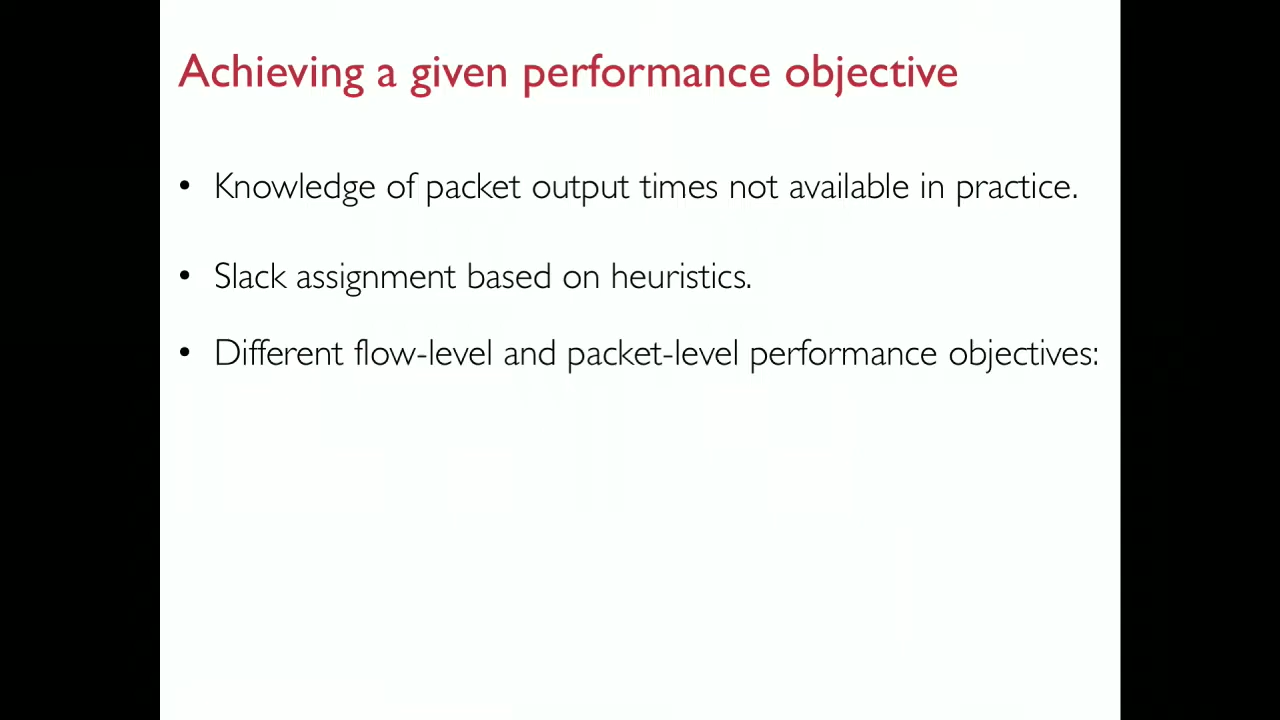 Achieving a given performance objective
• Knowledge of packet output times not available in practice.
• Slack assignment based on heuristics.
• Different flow-level and packet-level performance objectives: